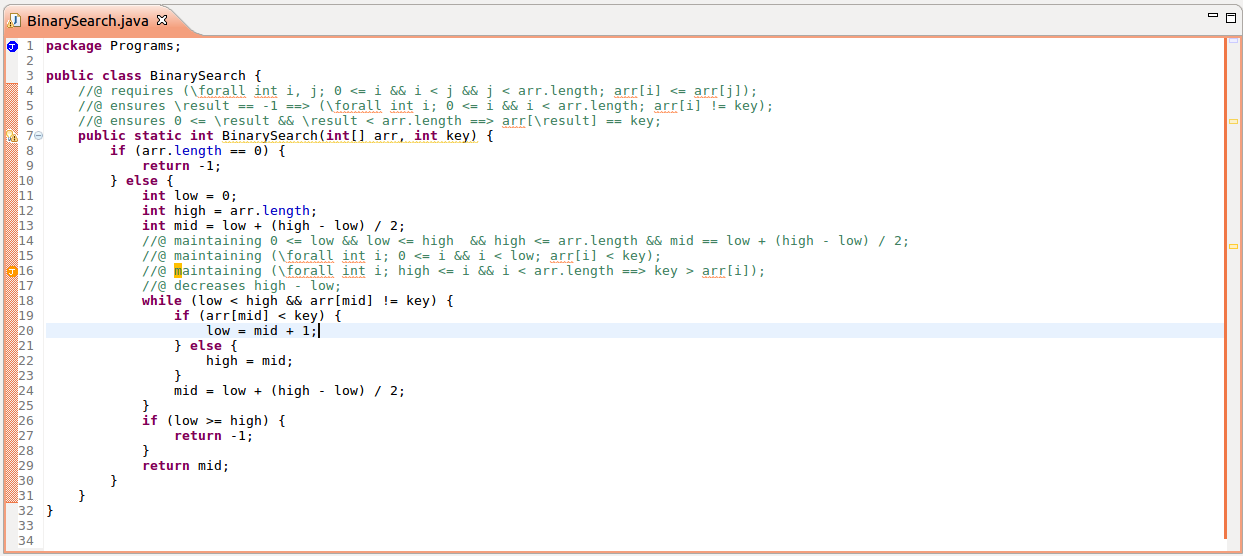 BinarySearch.java
1 package Programs;
2
3 public class BinarySearch {
4     //@ requires (\forall int i, j; 0 <= i && i < j && j < arr.length; arr[i] <= arr[j]);
5     //@ ensures \result == -1 ==> (\forall int i; 0 <= i && i < arr.length; arr[i] != key);
6     //@ ensures 0 <= \result && \result < arr.length ==> arr[\result] == key;
7     public static int BinarySearch(int[] arr, int key) {
8         if (arr.length == 0) {
9             return -1;
10         } else {
11             int low = 0;
12             int high = arr.length;
13             int mid = low + (high - low) / 2;
14             //@ maintaining 0 <= low && low <= high  && high <= arr.length && mid == low + (high - low) / 2;
15             //@ maintaining (\forall int i; 0 <= i && i < low; arr[i] < key);
16             //@ maintaining (\forall int i; high <= i && i < arr.length ==> key > arr[i]);
17             //@ decreases high - low;
18             while (low < high && arr[mid] != key) {
19                 if (arr[mid] < key) {
20                     low = mid + 1;
21                 } else {
22                     high = mid;
23                 }
24                 mid = low + (high - low) / 2;
25             }
26             if (low >= high) {
27                 return -1;
28             }
29             return mid;
30         }
31     }
32 }
33
34